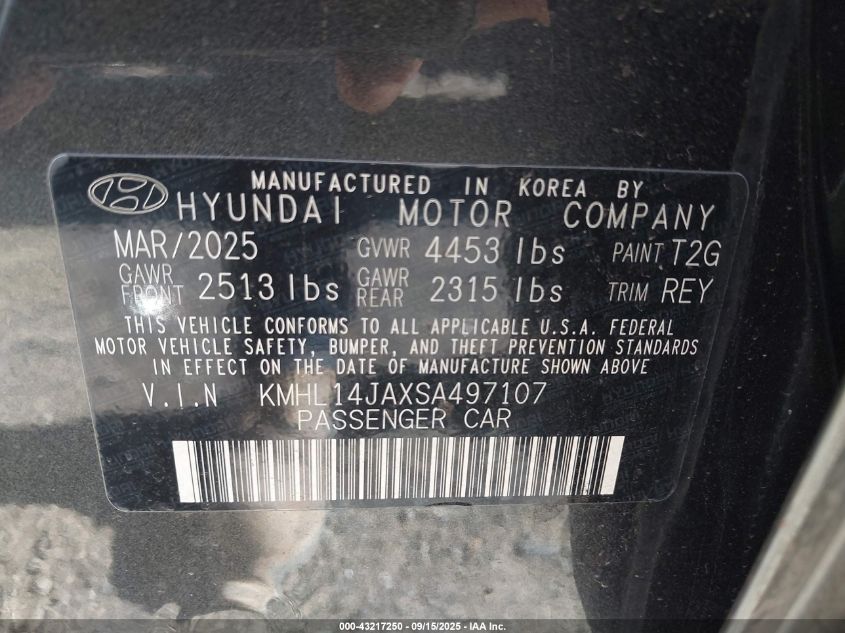 MANUFACTURED IN KOREA BY
HYUNDAI MOTOR COMPANY
MAR/2025 GVWR 4453 lbs PAINT T2G
GAWR FRONT 2513 lbs GAWR REAR 2315 lbs TRIM REY
THIS VEHICLE CONFORMS TO ALL APPLICABLE U.S.A. FEDERAL
MOTOR VEHICLE SAFETY, BUMPER, AND THEFT PREVENTION STANDARDS
IN EFFECT ON THE DATE OF MANUFACTURE SHOWN ABOVE
V.I.N KMHL14JAXSA497107
PASSENGER CAR
000-43217250 - 09/15/2025 - IAA Inc.